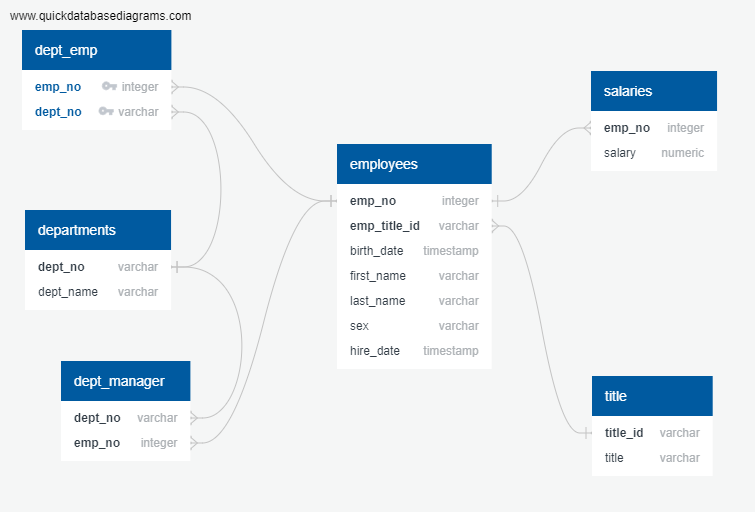 www.quickdatabasediagrams.com
dept_emp
emp_no integer
dept_no varchar
departments
dept_no varchar
dept_name varchar
dept_manager
dept_no varchar
emp_no integer
employees
emp_no integer
emp_title_id varchar
birth_date timestamp
first_name varchar
last_name varchar
sex varchar
hire_date timestamp
salaries
emp_no integer
salary numeric
title
title_id varchar
title varchar